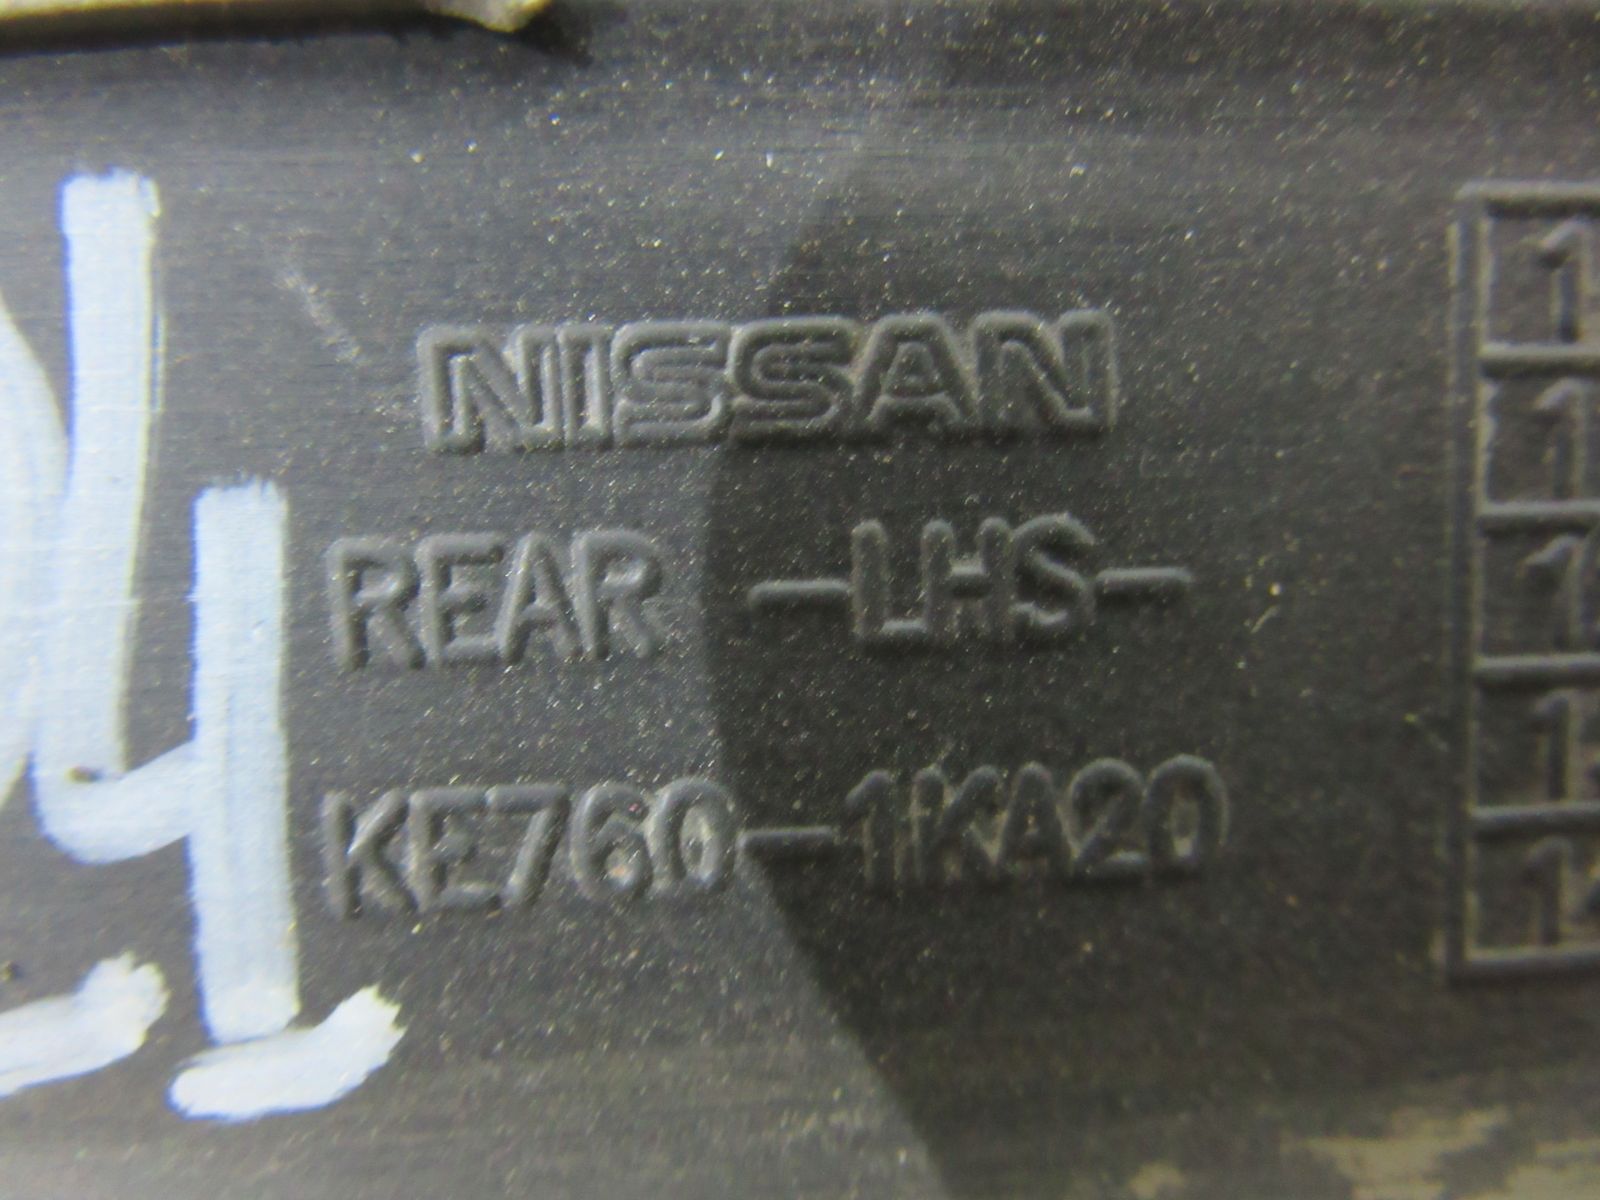 NISSAN
REAR -LHS-
KE760-1KA20